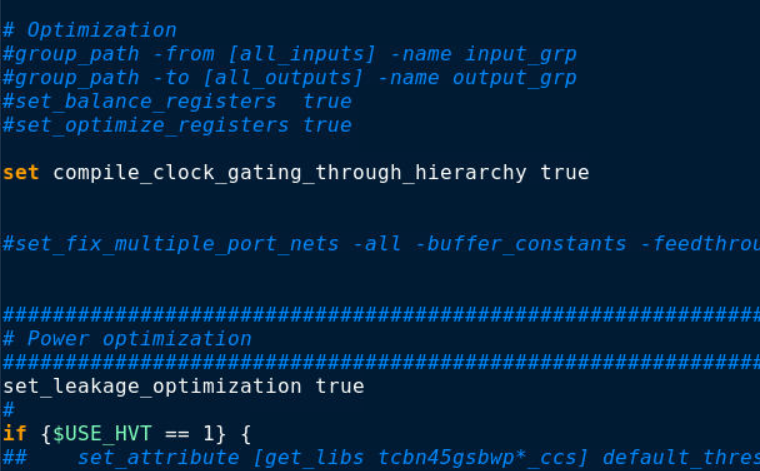 # Optimization
#group_path -from [all_inputs] -name input_grp
#group_path -to [all_outputs] -name output_grp
#set_balance_registers  true
#set_optimize_registers true
set compile_clock_gating_through_hierarchy true
#set_fix_multiple_port_nets -all -buffer_constants -feedthrou
#############################################################
# Power optimization
#############################################################
set_leakage_optimization true
#
if {$USE_HVT == 1} {
##    set_attribute [get_libs tcbn45gsbwp*_ccs] default_thres